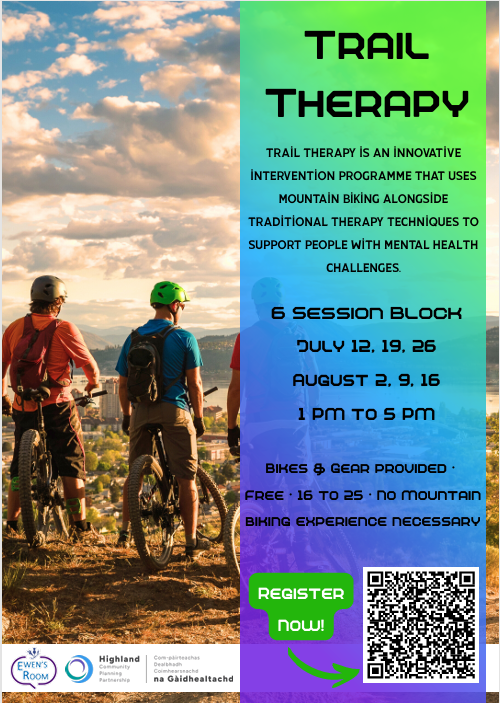 Trail
Therapy
TRAIL THERAPY IS AN INNOVATIVE
INTERVENTION PROGRAMME THAT USES
MOUNTAIN BIKING ALONGSIDE
TRADITIONAL THERAPY TECHNIQUES TO
SUPPORT PEOPLE WITH MENTAL HEALTH
CHALLENGES.
6 Session Block
July 12, 19, 26
August 2, 9, 16
1 pm to 5 pm
Bikes & Gear provided ·
Free · 16 to 25 · No Mountain
Biking experience necessary
Register
Now!
Ewen's
Room
Highland
Community
Planning
Partnership
Com-pàirteachas
Dealbhadh
Coimhearsnachd
na Gàidhealtachd